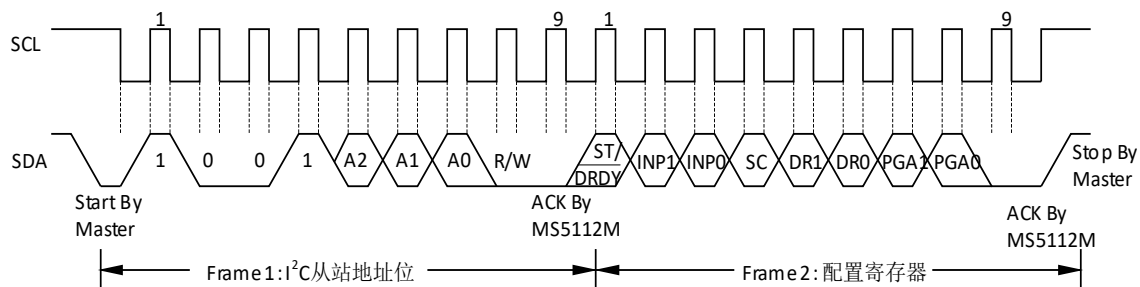 1 9 1 9
SCL
SDA
1 0 0 1 A2 A1 A0 R/W ST/ DRDY INP1 INP0 SC DR1 DR0 PGA1 PGA0
Start By
Master
ACK By
MS5112M
Stop By
Master
ACK By
MS5112M
Frame 1: I²C从站地址位
Frame 2: 配置寄存器